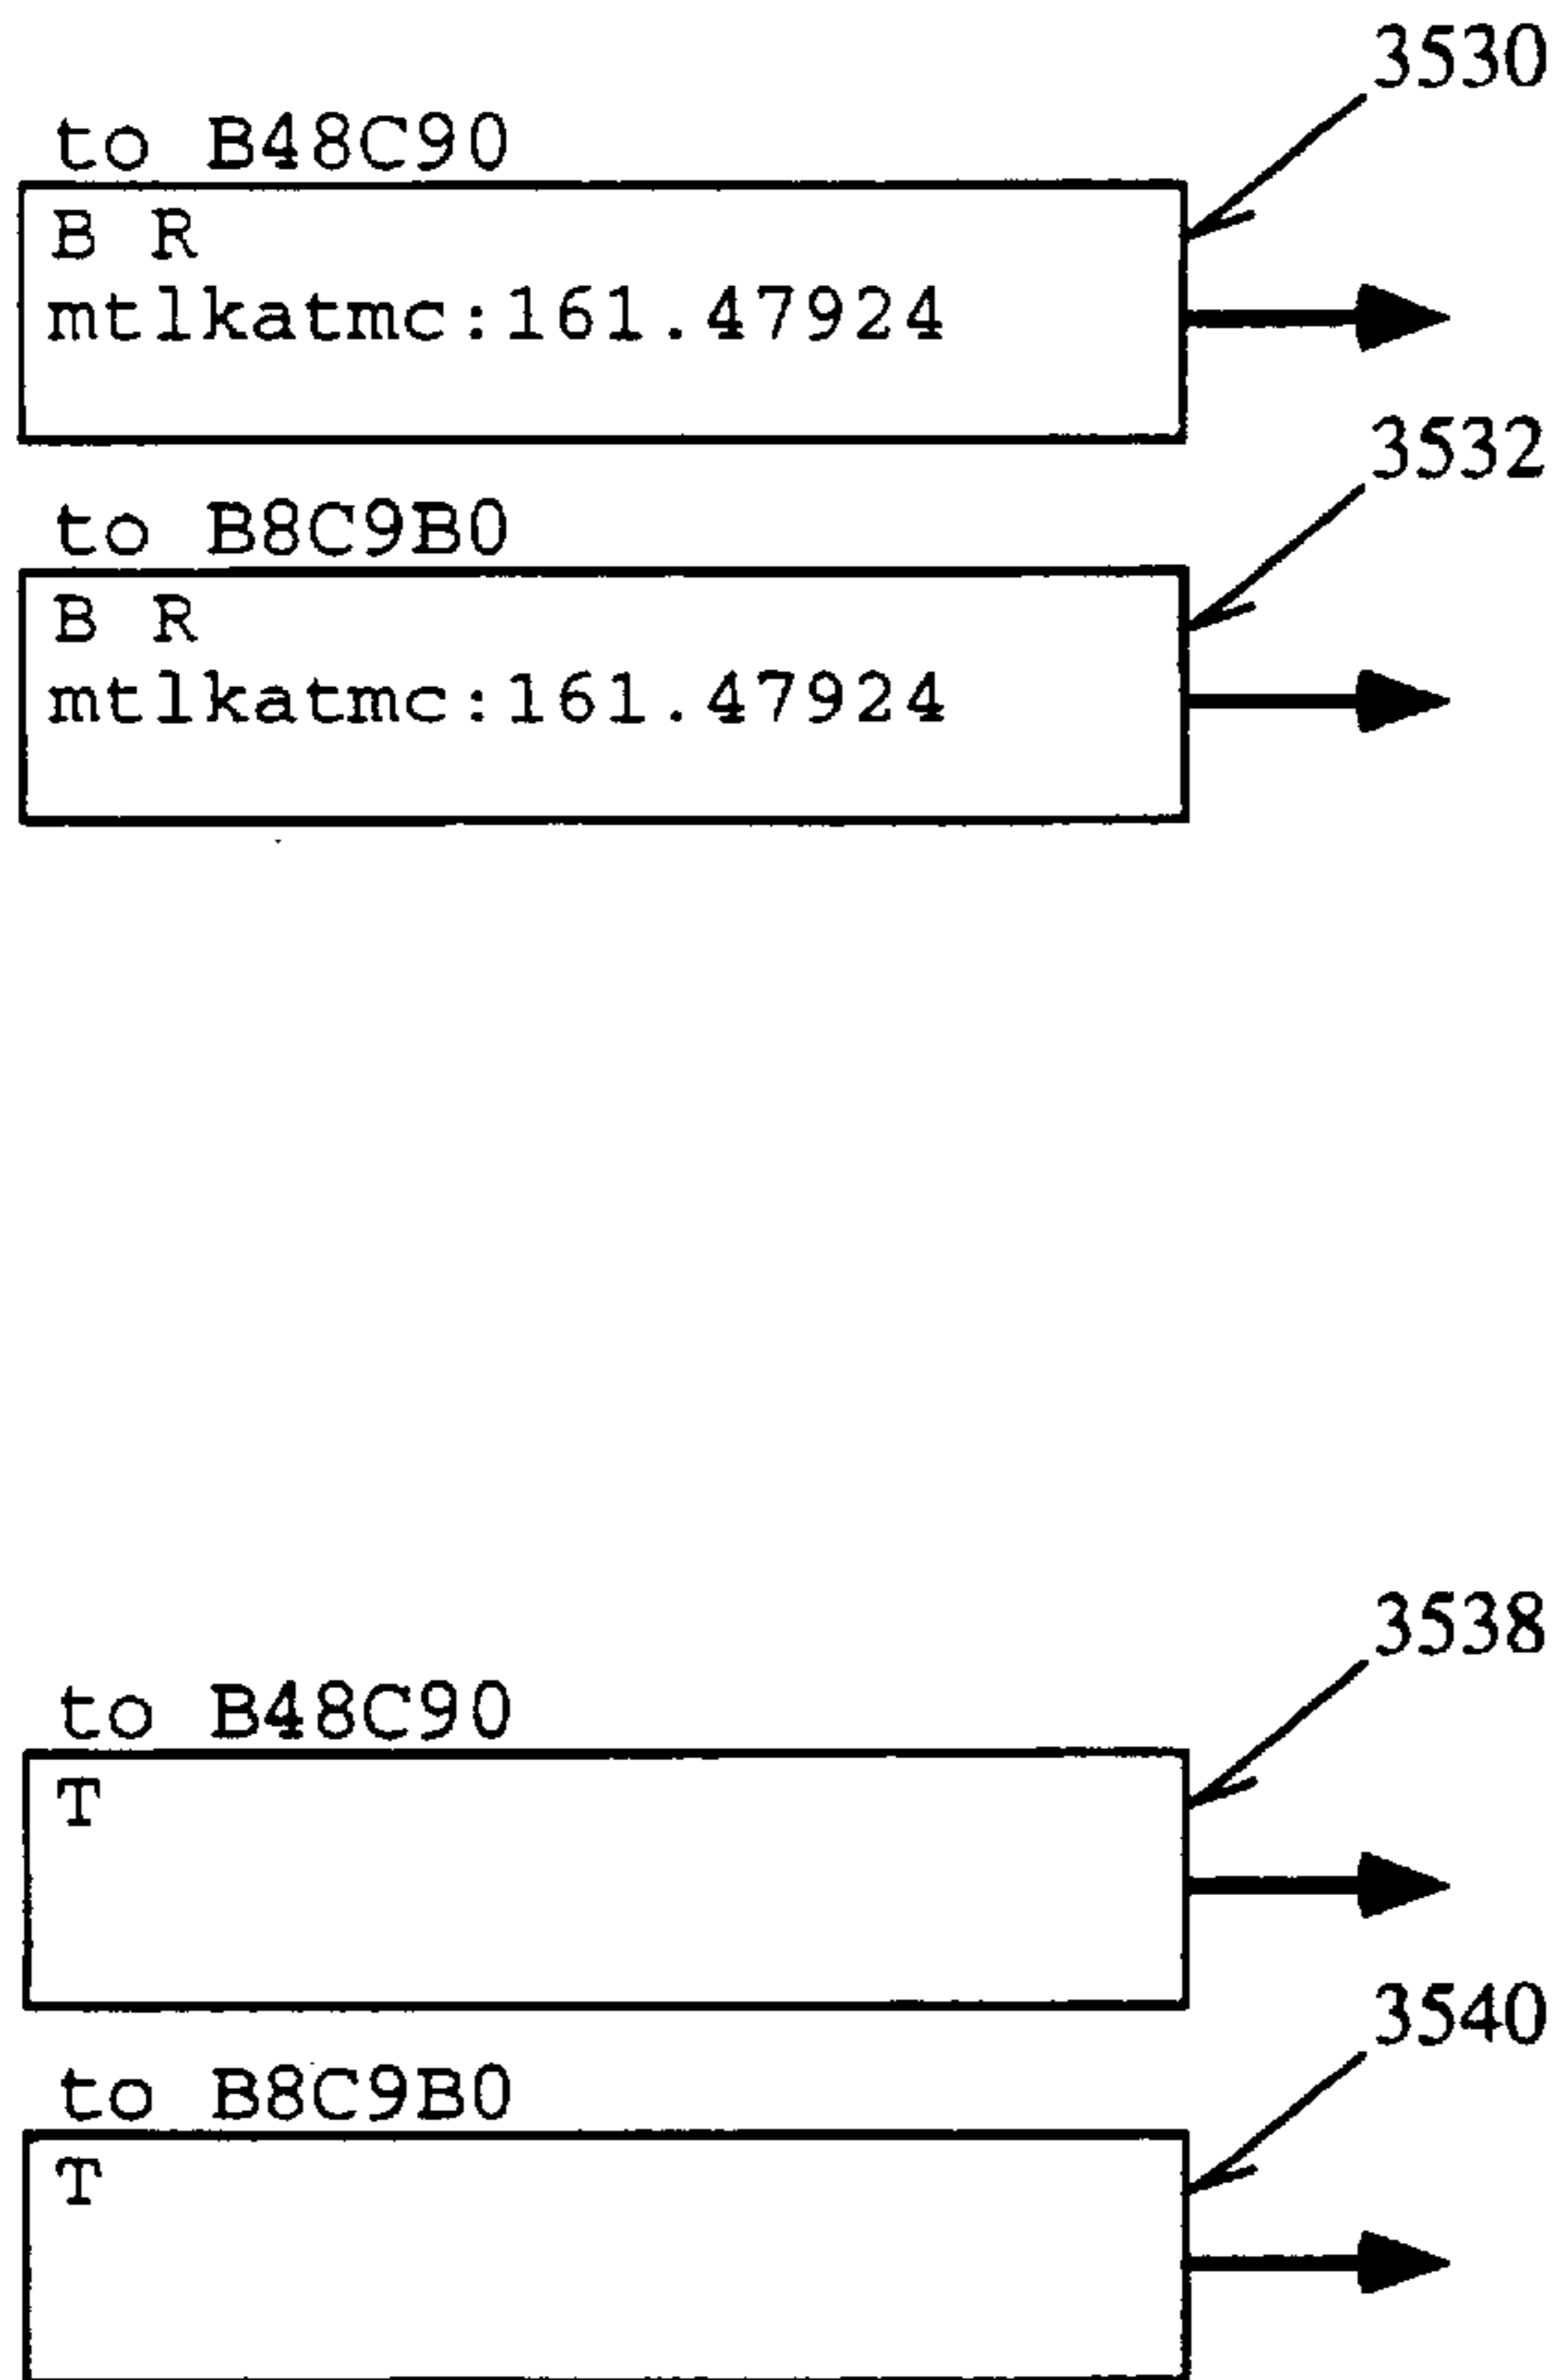 3530
to B48C90
B R
mtlkatmc:161.47924
3532
to B8C9B0
B R
mtlkatmc:161.47924
3538
to B48C90
T
3540
to B8C9B0
T